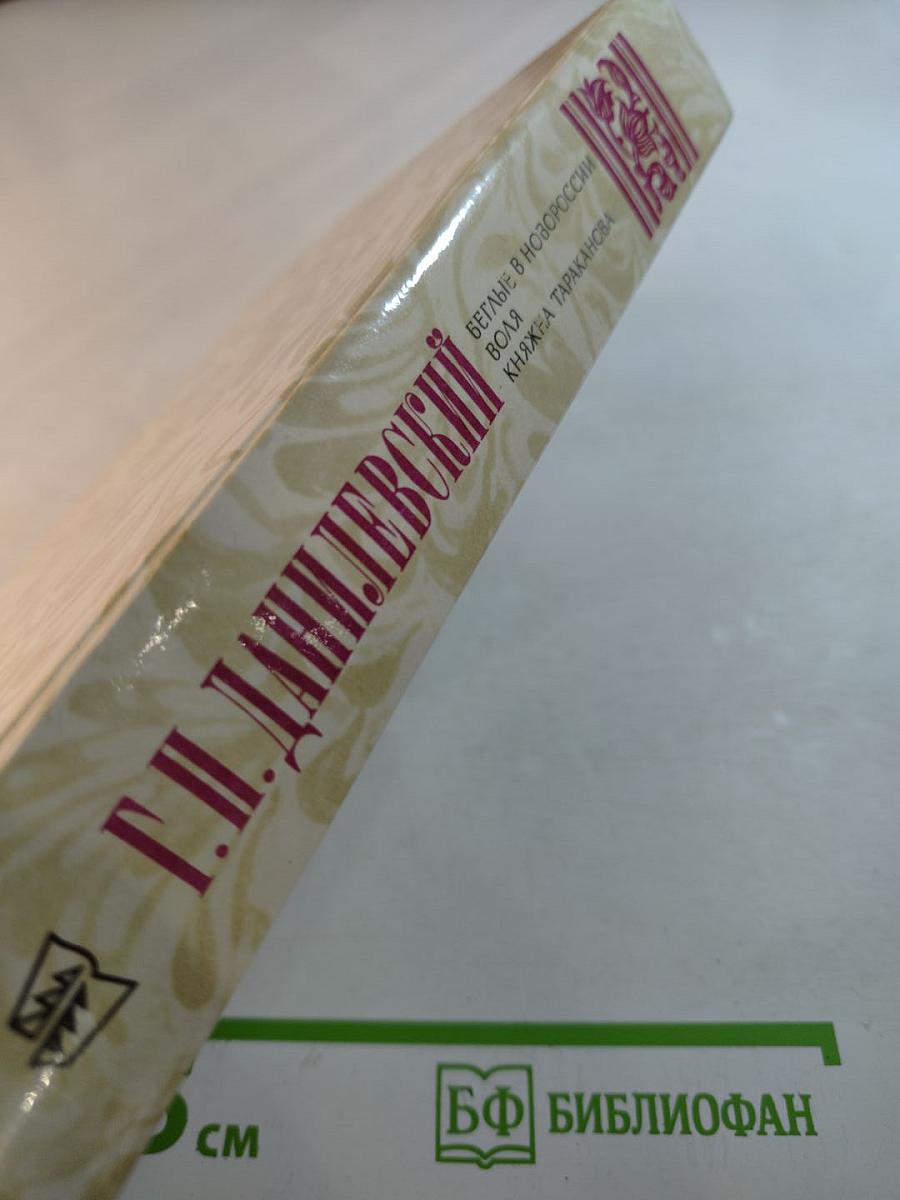 Г.П. ДАНИЛЕВСКИЙ
БЕГЛЫЕ В НОВОРОССИИ
ВОЛЯ
КНЯЖНА ТАРАКАНОВА
см
БФ БИБЛИОФАН